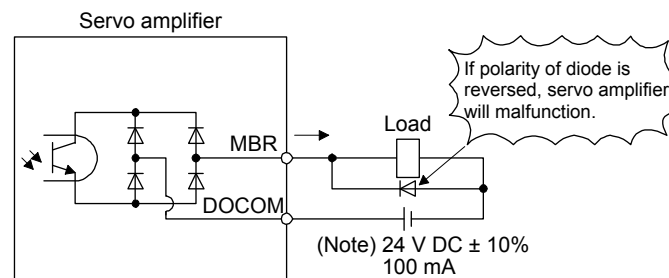 Servo amplifier
If polarity of diode is
reversed, servo amplifier
will malfunction.
Load
MBR
DOCOM
(Note) 24 V DC ± 10%
100 mA